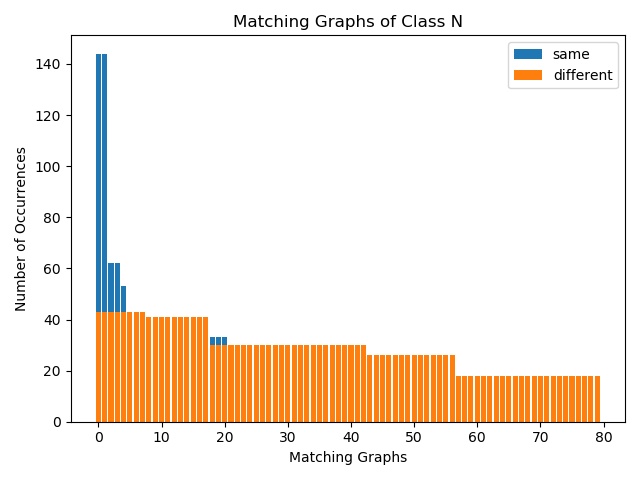 Matching Graphs of Class N
same
different
Number of Occurrences
140
120
100
80
60
40
20
0
0 10 20 30 40 50 60 70 80
Matching Graphs